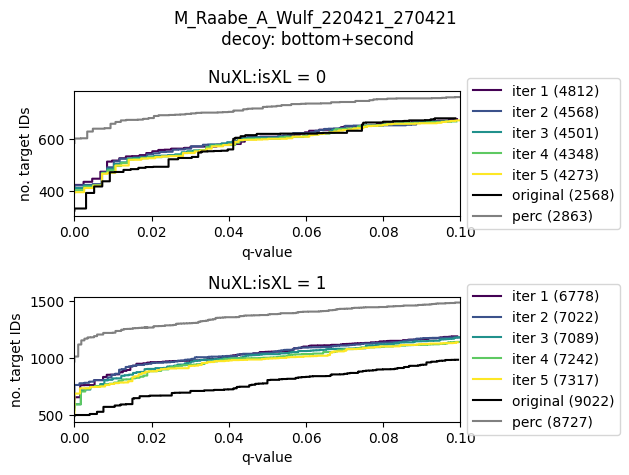 M_Raabe_A_Wulf_220421_270421
decoy: bottom+second
NuXL:isXL = 0
no. target IDs
600
400
0.00 0.02 0.04 0.06 0.08 0.10
q-value
iter 1 (4812)
iter 2 (4568)
iter 3 (4501)
iter 4 (4348)
iter 5 (4273)
original (2568)
perc (2863)
NuXL:isXL = 1
no. target IDs
1500
1000
500
0.00 0.02 0.04 0.06 0.08 0.10
q-value
iter 1 (6778)
iter 2 (7022)
iter 3 (7089)
iter 4 (7242)
iter 5 (7317)
original (9022)
perc (8727)